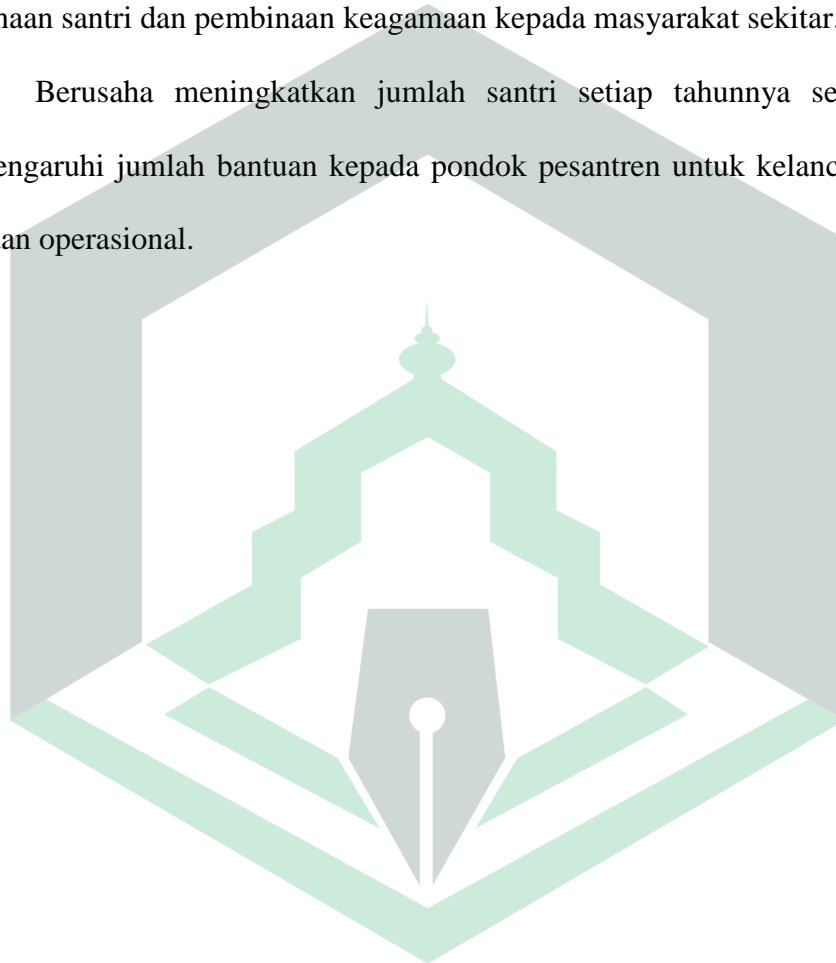 naan santri dan pembinaan keagamaan kepada masyarakat sekitar.
Berusaha meningkatkan jumlah santri setiap tahunnya se
engaruhi jumlah bantuan kepada pondok pesantren untuk kelanc
an operasional.